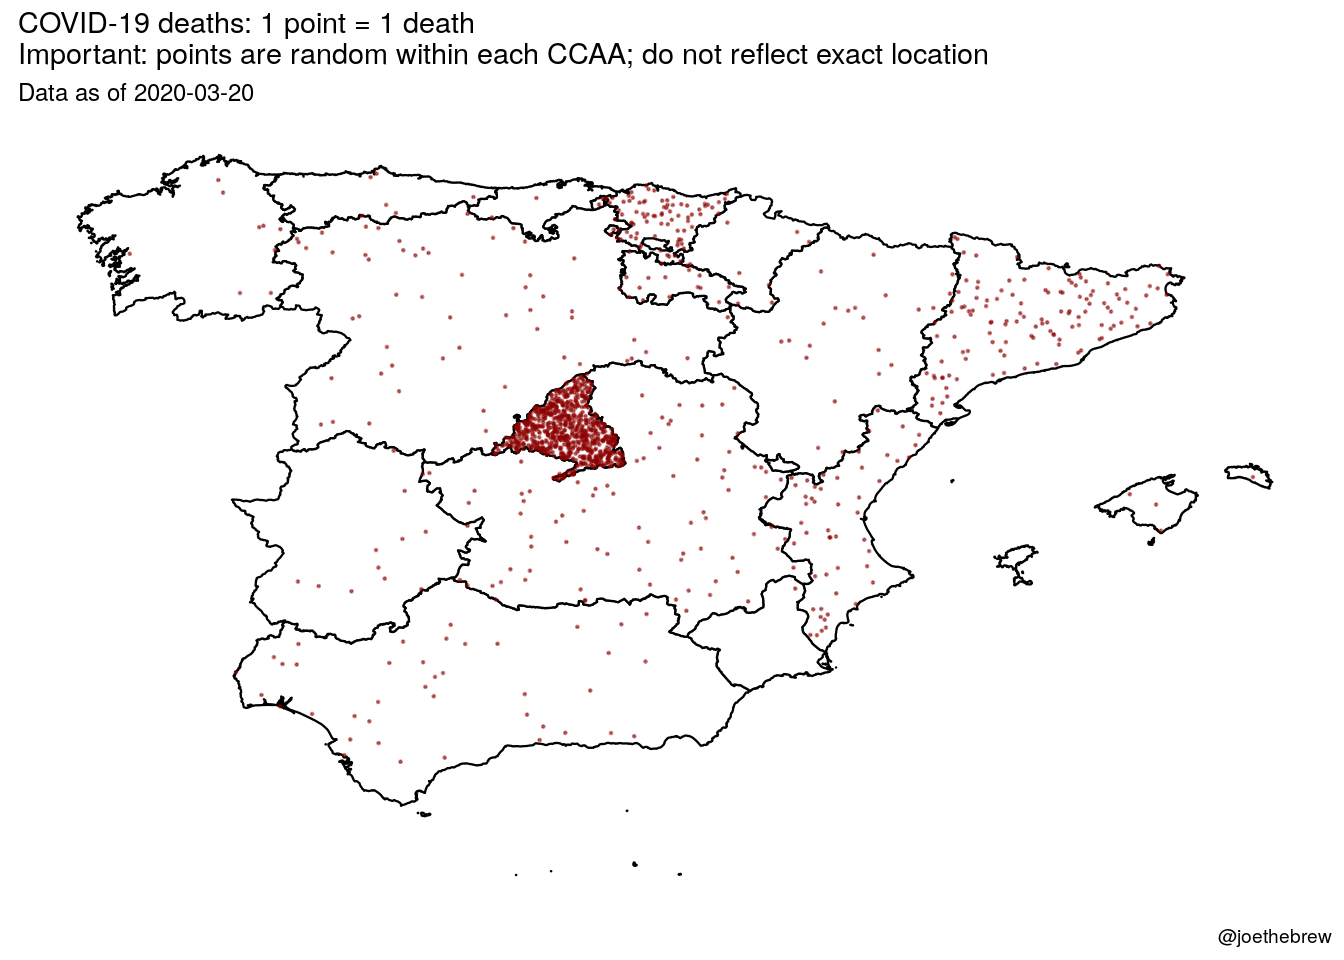 COVID-19 deaths: 1 point = 1 death
Important: points are random within each CCAA; do not reflect exact location
Data as of 2020-03-20
@joethebrew